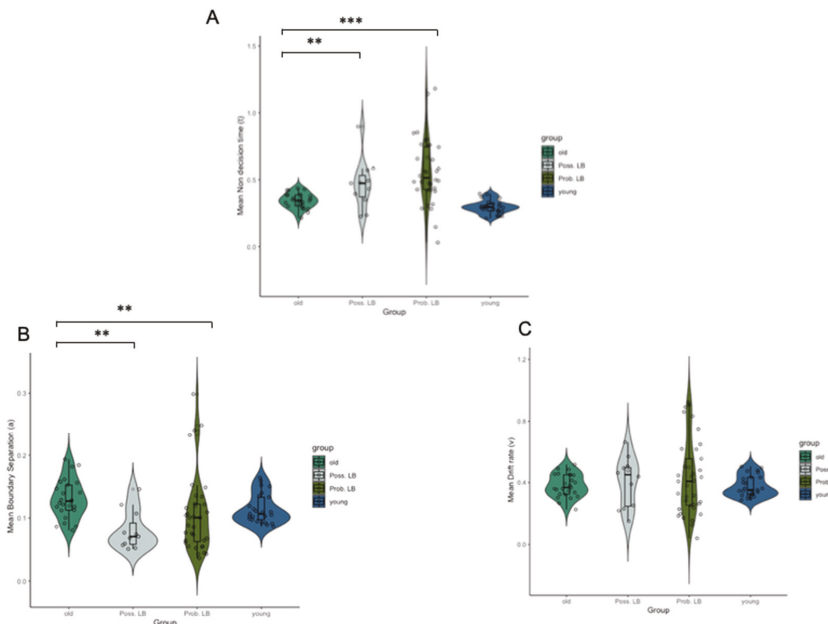 A
***
**
1.5
1.0
0.5
0.0
Mean Non decision time (t)
old
Poss. LB
Prob. LB
young
Group
group
old
Poss. LB
Prob. LB
young
B
**
**
0.3
0.2
0.1
0.0
Mean Boundary Separation (a)
old
Poss. LB
Prob. LB
young
Group
group
old
Poss. LB
Prob. LB
young
C
1.2
0.8
0.4
0.0
Mean Drift rate (v)
old
Poss. LB
Prob. LB
young
Group
group
old
Poss
Prob
youn